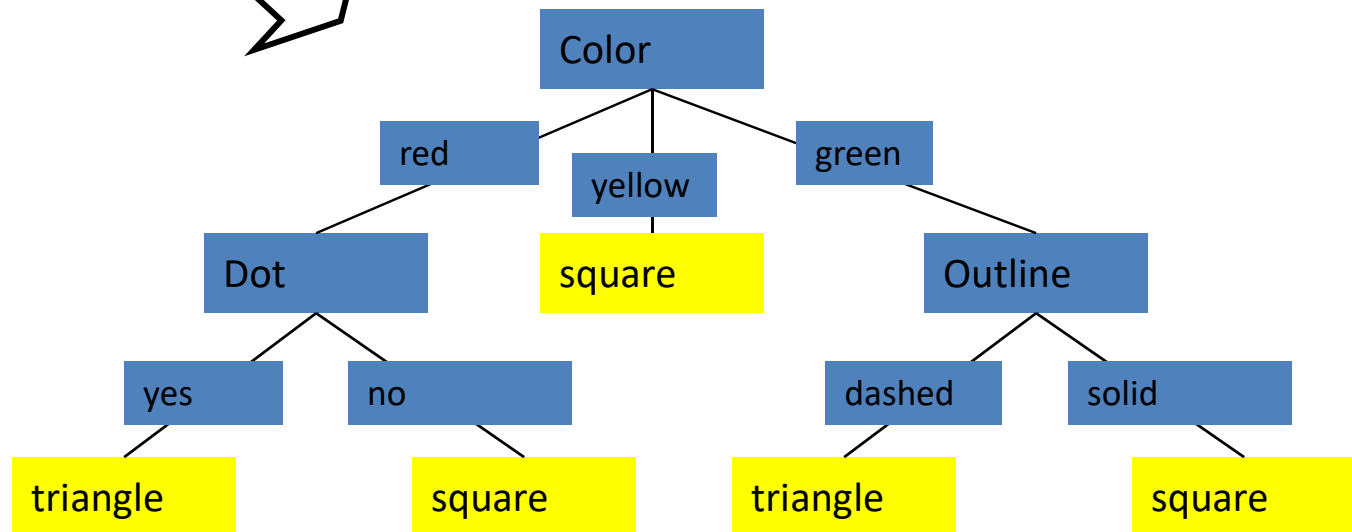 Color
red
yellow
green
Dot
square
Outline
yes
no
dashed
solid
triangle
square
triangle
square